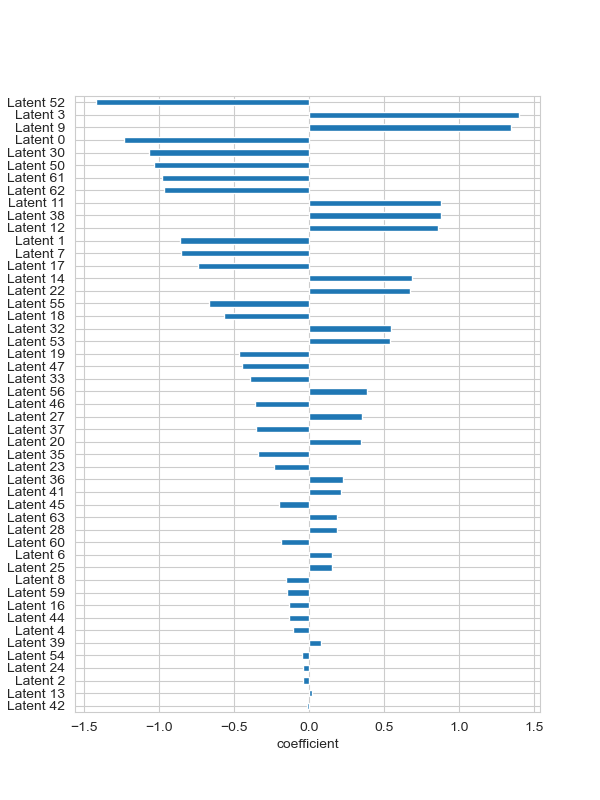 Latent 52
Latent 3
Latent 9
Latent 0
Latent 30
Latent 50
Latent 61
Latent 62
Latent 11
Latent 38
Latent 12
Latent 1
Latent 7
Latent 17
Latent 14
Latent 22
Latent 55
Latent 18
Latent 32
Latent 53
Latent 19
Latent 47
Latent 33
Latent 56
Latent 46
Latent 27
Latent 37
Latent 20
Latent 35
Latent 23
Latent 36
Latent 41
Latent 45
Latent 63
Latent 28
Latent 60
Latent 6
Latent 25
Latent 8
Latent 59
Latent 16
Latent 44
Latent 4
Latent 39
Latent 54
Latent 24
Latent 2
Latent 13
Latent 42
−1.5 −1.0 −0.5 0.0 0.5 1.0 1.5
coefficient